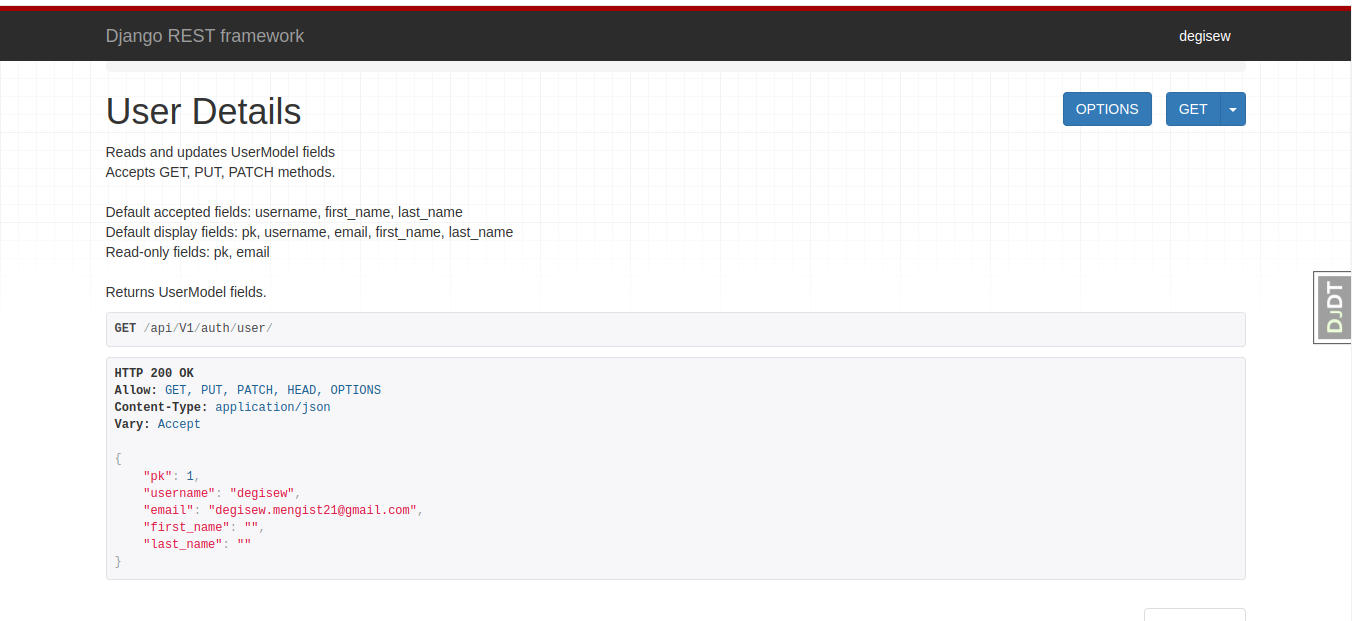 Django REST framework
degisew
User Details
OPTIONS
GET
Reads and updates UserModel fields
Accepts GET, PUT, PATCH methods.
Default accepted fields: username, first_name, last_name
Default display fields: pk, username, email, first_name, last_name
Read-only fields: pk, email
Returns UserModel fields.
GET /api/V1/auth/user/
HTTP 200 OK
Allow: GET, PUT, PATCH, HEAD, OPTIONS
Content-Type: application/json
Vary: Accept
{
    "pk": 1,
    "username": "degisew",
    "email": "degisew.mengist21@gmail.com",
    "first_name": "",
    "last_name": ""
}
DJDT